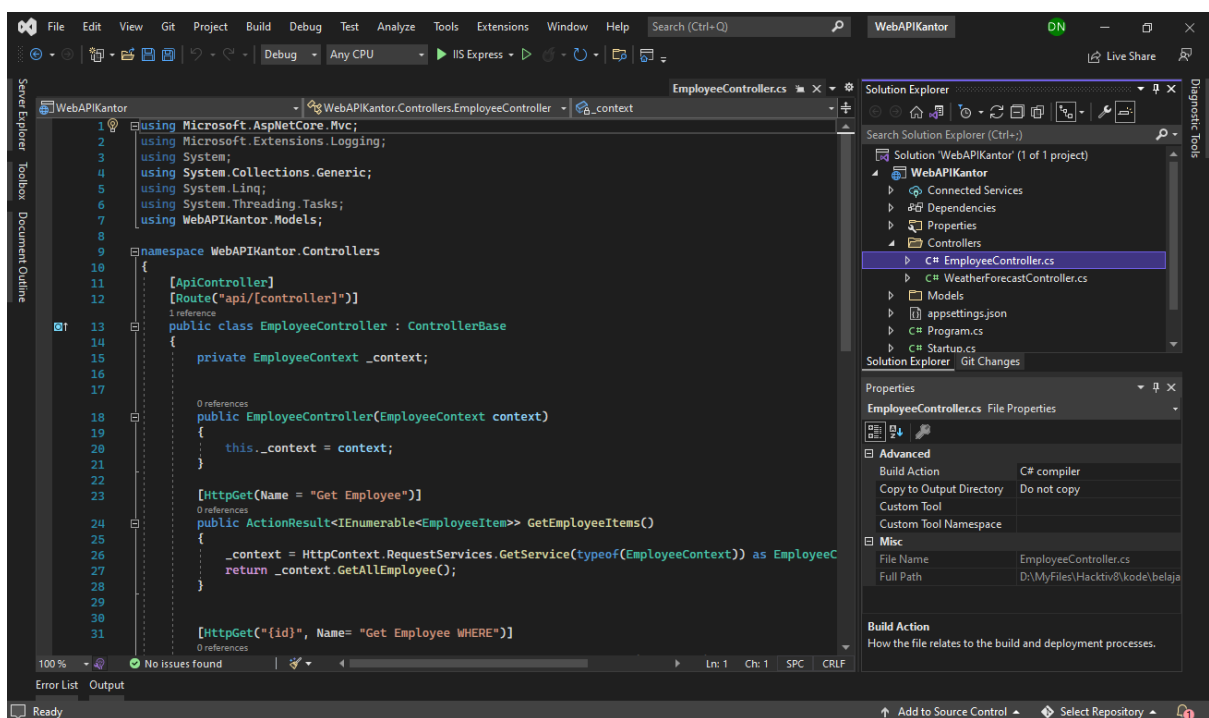 File Edit View Git Project Build Debug Test Analyze Tools Extensions Window Help Search (Ctrl+Q) WebAPIKantor DN
Debug Any CPU IIS Express Live Share
Server Explorer
Toolbox
Document Outline
EmployeeController.cs
WebAPIKantor WebAPIKantor.Controllers.EmployeeController _context
1 using Microsoft.AspNetCore.Mvc;
2 using Microsoft.Extensions.Logging;
3 using System;
4 using System.Collections.Generic;
5 using System.Linq;
6 using System.Threading.Tasks;
7 using WebAPIKantor.Models;
8
9 namespace WebAPIKantor.Controllers
10 {
11 [ApiController]
12 [Route("api/[controller]")]
1 reference
13 public class EmployeeController : ControllerBase
14 {
15 private EmployeeContext _context;
16
17
0 references
18 public EmployeeController(EmployeeContext context)
19 {
20 this._context = context;
21 }
22
23 [HttpGet(Name = "Get Employee")]
0 references
24 public ActionResult<IEnumerable<EmployeeItem>> GetEmployeeItems()
25 {
26 _context = HttpContext.RequestServices.GetService(typeof(EmployeeContext)) as EmployeeC
27 return _context.GetAllEmployee();
28 }
29
30
31 [HttpGet("{id}", Name= "Get Employee WHERE")]
0 references
100 % No issues found Ln: 1 Ch: 1 SPC CRLF
Error List Output
Solution Explorer
Search Solution Explorer (Ctrl+;)
Solution 'WebAPIKantor' (1 of 1 project)
WebAPIKantor
Connected Services
Dependencies
Properties
Controllers
C# EmployeeController.cs
C# WeatherForecastController.cs
Models
appsettings.json
C# Program.cs
C# Startup.cs
Solution Explorer Git Changes
Properties
EmployeeController.cs File Properties
Advanced
Build Action C# compiler
Copy to Output Directory Do not copy
Custom Tool
Custom Tool Namespace
Misc
File Name EmployeeController.cs
Full Path D:\MyFiles\Hacktiv8\kode\belaja
Build Action
How the file relates to the build and deployment processes.
Diagnostic Tools
Ready Add to Source Control Select Repository 1